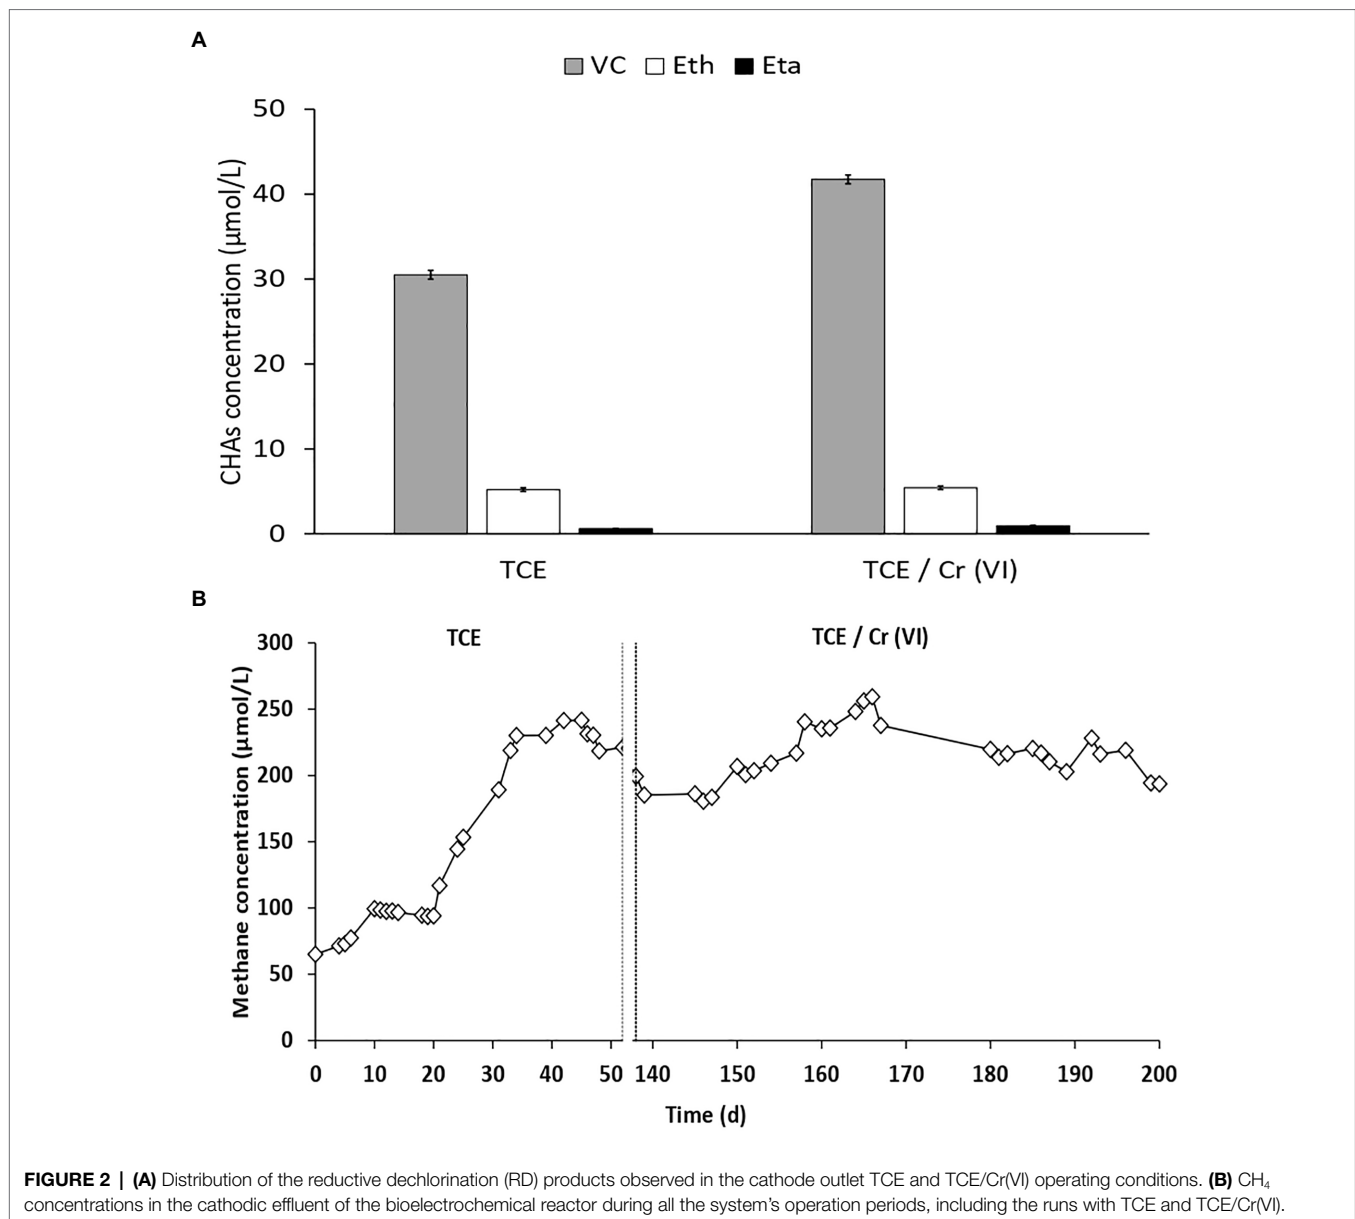 A
VC Eth Eta
CHAs concentration (µmol/L)
50
40
30
20
10
0
TCE TCE / Cr (VI)
B
TCE TCE / Cr (VI)
Methane concentration (µmol/L)
300
250
200
150
100
50
0
0 10 20 30 40 50 140 150 160 170 180 190 200
Time (d)
FIGURE 2 | (A) Distribution of the reductive dechlorination (RD) products observed in the cathode outlet TCE and TCE/Cr(VI) operating conditions. (B) CH₄
concentrations in the cathodic effluent of the bioelectrochemical reactor during all the system’s operation periods, including the runs with TCE and TCE/Cr(VI).